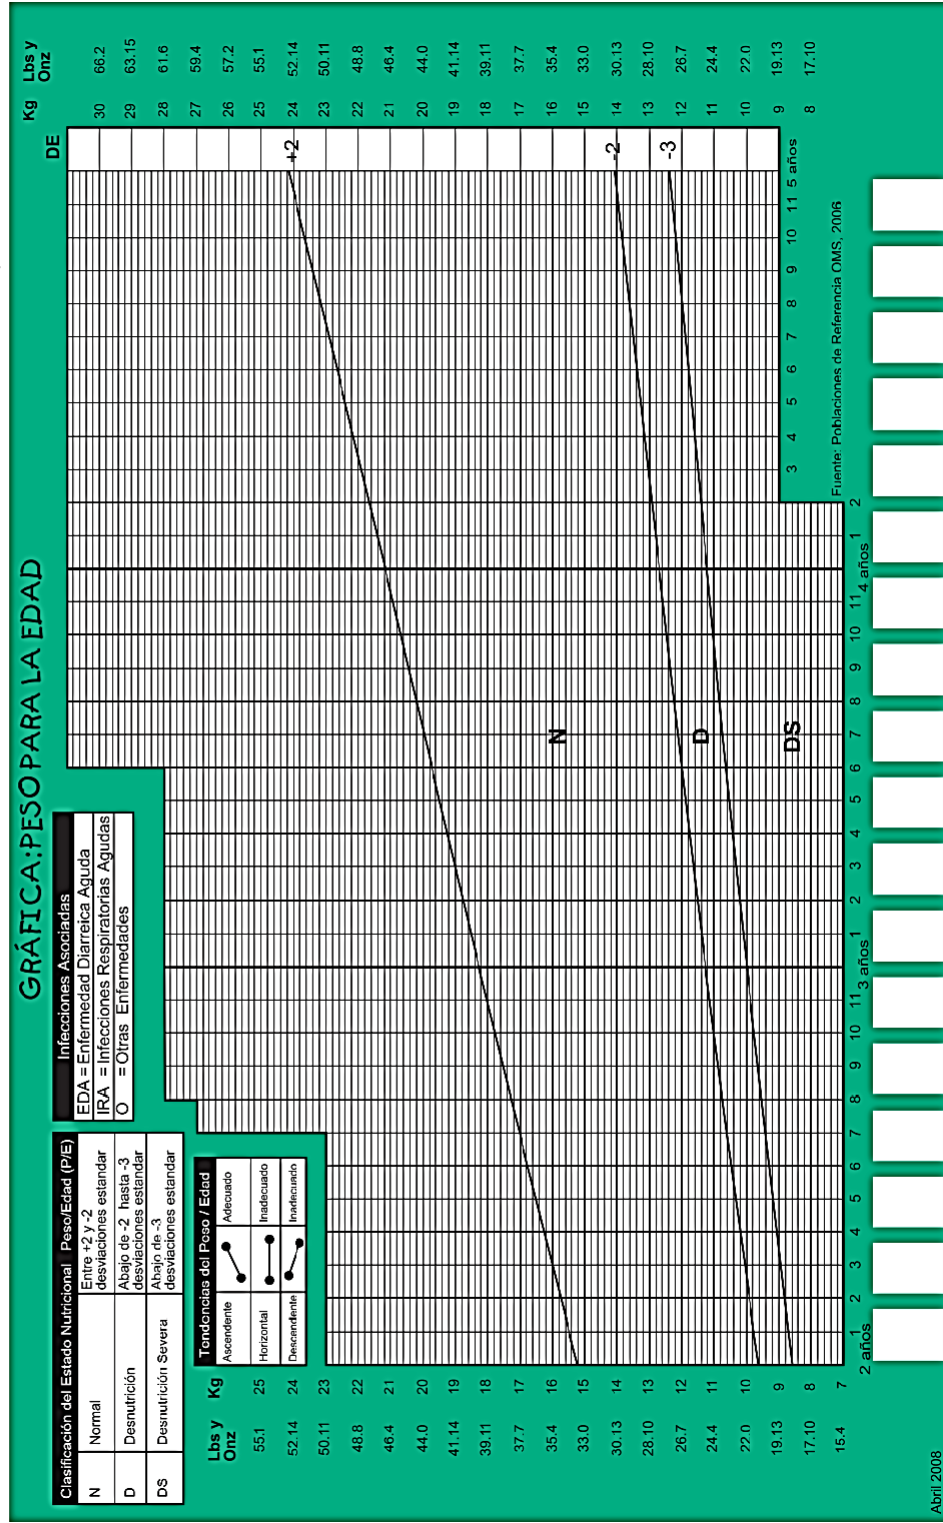 GRÁFICA:PESO PARA LA EDAD
Clasificación del Estado Nutricional Peso/Edad (P/E)
N Normal Entre +2 y -2 desviaciones estandar
D Desnutrición Abajo de -2 hasta -3 desviaciones estandar
DS Desnutrición Severa Abajo de -3 desviaciones estandar
Infecciones Asociadas
EDA = Enfermedad Diarreica Aguda
IRA = Infecciones Respiratorias Agudas
O = Otras Enfermedades
Tendencias del Peso / Edad
Ascendente Adecuado
Horizontal Inadecuado
Descendente Inadecuado
Lbs y Onz Kg
55.1 25
52.14 24
50.11 23
48.8 22
46.4 21
44.0 20
41.14 19
39.11 18
37.7 17
35.4 16
33.0 15
30.13 14
28.10 13
26.7 12
24.4 11
22.0 10
19.13 9
17.10 8
15.4 7
DE Kg Lbs y Onz
30 66.2
29 63.15
28 61.6
27 59.4
26 57.2
25 55.1
+2 24 52.14
23 50.11
22 48.8
21 46.4
20 44.0
19 41.14
18 39.11
17 37.7
16 35.4
15 33.0
-2 14 30.13
13 28.10
-3 12 26.7
11 24.4
10 22.0
9 19.13
8 17.10
N
D
DS
3 4 5 6 7 8 9 10 11 5 años
2 años 1 2 3 4 5 6 7 8 9 10 11 3 años 1 2 3 4 5 6 7 8 9 10 11 4 años 1 2
Fuente: Poblaciones de Referencia OMS, 2006
Abril 2008